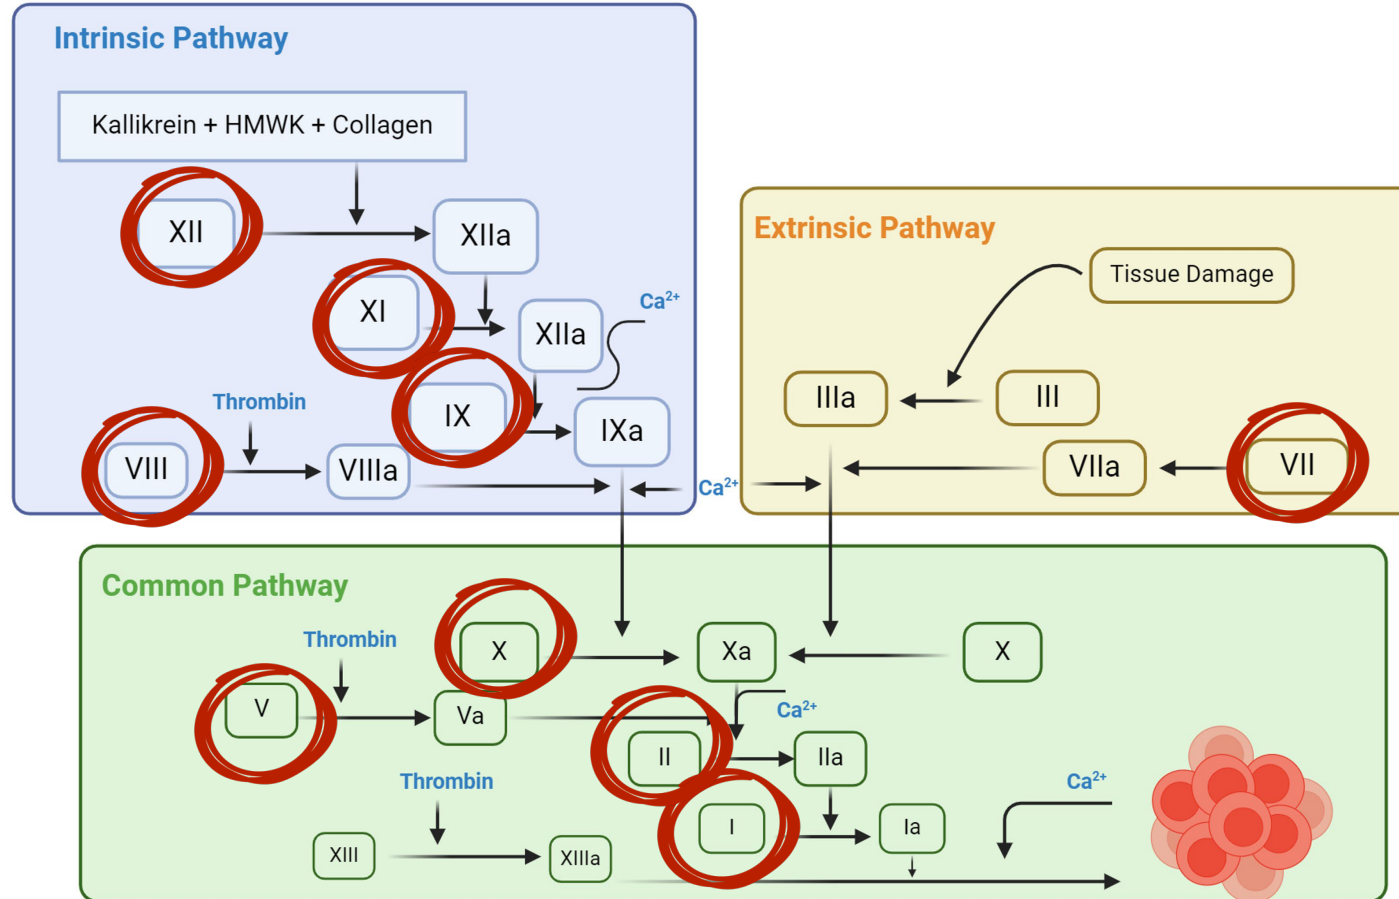 Intrinsic Pathway
Kallikrein + HMWK + Collagen
XII
XIIa
XI
XIIa
Ca²⁺
IX
IXa
Thrombin
VIII
VIIIa
Ca²⁺
Extrinsic Pathway
Tissue Damage
IIIa
III
VIIa
VII
Common Pathway
Thrombin
X
Xa
X
V
Va
Ca²⁺
II
IIa
Thrombin
Ca²⁺
I
Ia
XIII
XIIIa